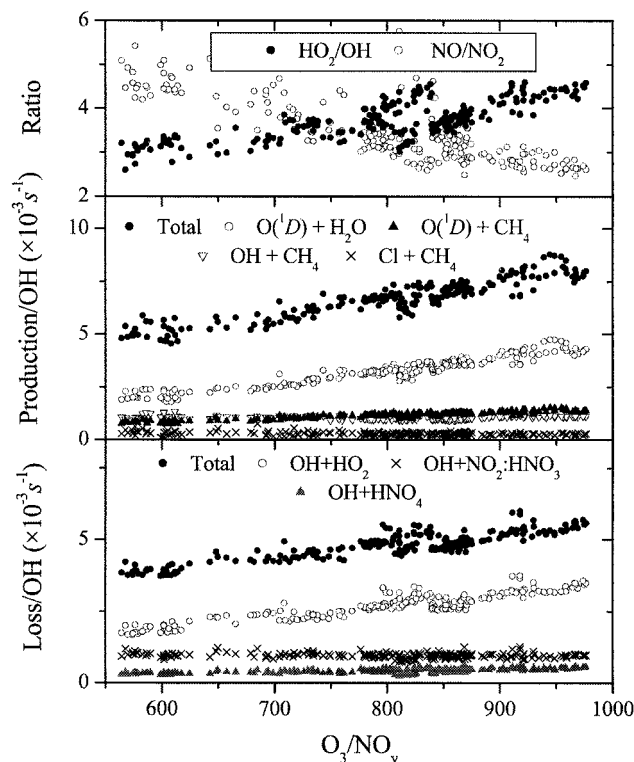 6
● HO₂/OH ○ NO/NO₂
Ratio
4
2
10
● Total ○ O(¹D) + H₂O ▲ O(¹D) + CH₄
▽ OH + CH₄ × Cl + CH₄
Production/OH (×10⁻³ s⁻¹)
5
0
● Total ○ OH+HO₂ × OH+NO₂:HNO₃
▲ OH+HNO₄
Loss/OH (×10⁻³ s⁻¹)
5
0
600 700 800 900 1000
O₃/NOᵧ